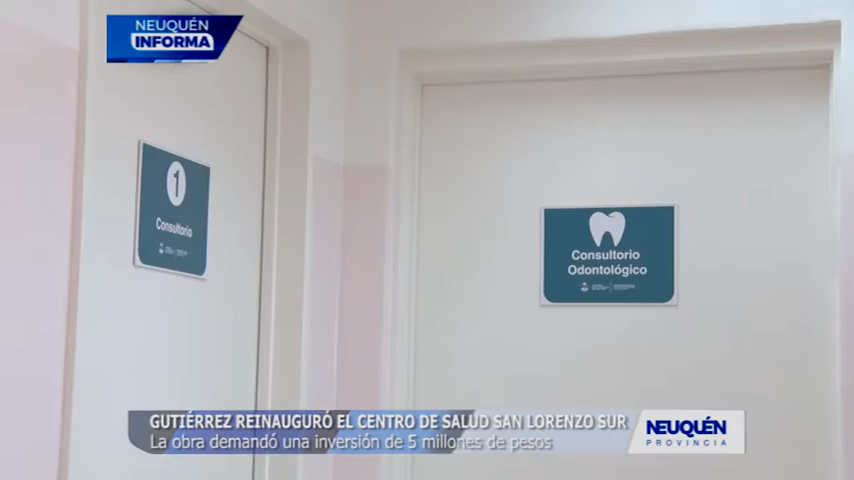 NEUQUÉN
INFORMA
1
Consultorio
Consultorio
Odontológico
GUTIÉRREZ REINAUGURÓ EL CENTRO DE SALUD SAN LORENZO SUR
La obra demandó una inversión de 5 millones de pesos
NEUQUÉN
PROVINCIA